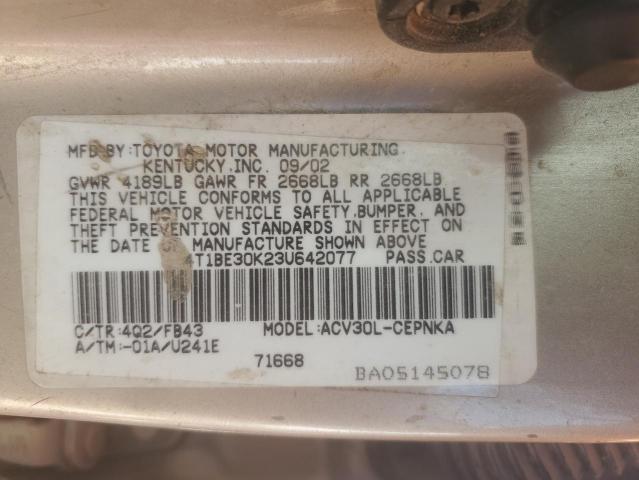 MFD BY:TOYOTA MOTOR MANUFACTURING
KENTUCKY,INC. 09/02
GVWR 4189LB GAWR FR 2668LB RR 2668LB
THIS VEHICLE CONFORMS TO ALL APPLICABLE
FEDERAL MOTOR VEHICLE SAFETY,BUMPER, AND
THEFT PREVENTION STANDARDS IN EFFECT ON
THE DATE OF MANUFACTURE SHOWN ABOVE
4T1BE30K23U642077 PASS.CAR
C/TR:4Q2/FB43 MODEL:ACV30L-CEPNKA
A/TM:-01A/U241E
71668
BA05145078